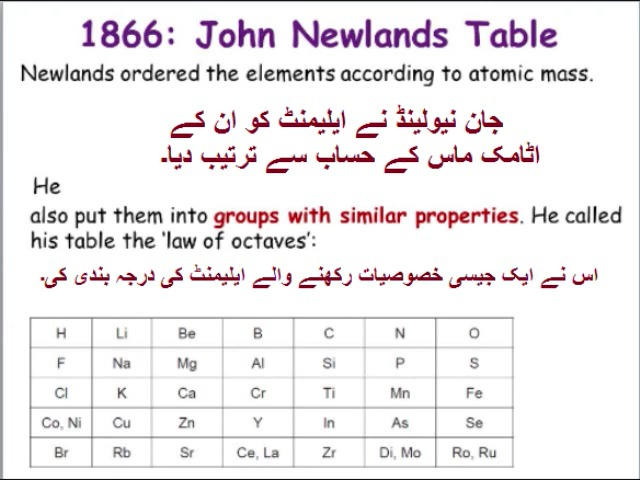 1866: John Newlands Table
Newlands ordered the elements according to atomic mass.
جان نیولینڈ نے ایلیمنٹ کو ان کے
اٹامک ماس کے حساب سے ترتیب دیا۔
He
also put them into groups with similar properties. He called
his table the ‘law of octaves’:
اس نے ایک جیسی خصوصیات رکھنے والے ایلیمنٹ کی درجہ بندی کی۔
H Li Be B C N O
F Na Mg Al Si P S
Cl K Ca Cr Ti Mn Fe
Co, Ni Cu Zn Y In As Se
Br Rb Sr Ce, La Zr Di, Mo Ro, Ru